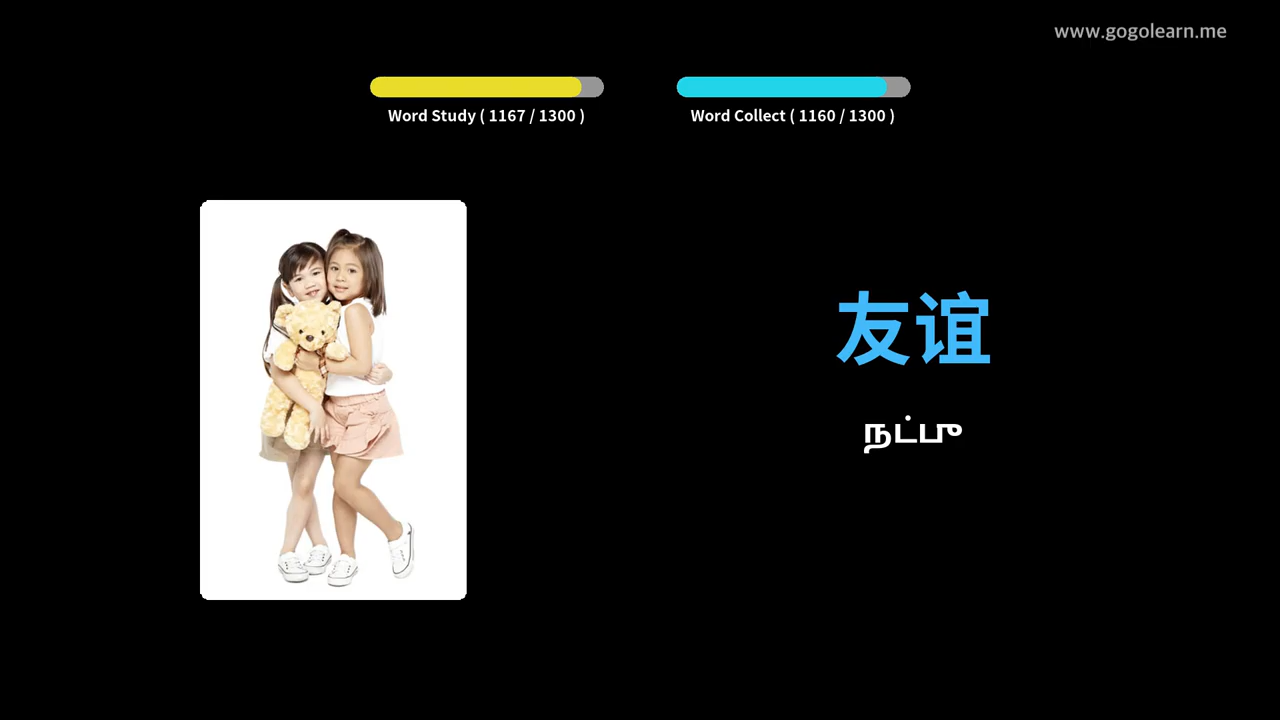 www.gogolearn.me
Word Study ( 1167 / 1300 )
Word Collect ( 1160 / 1300 )
友谊
நட்பு